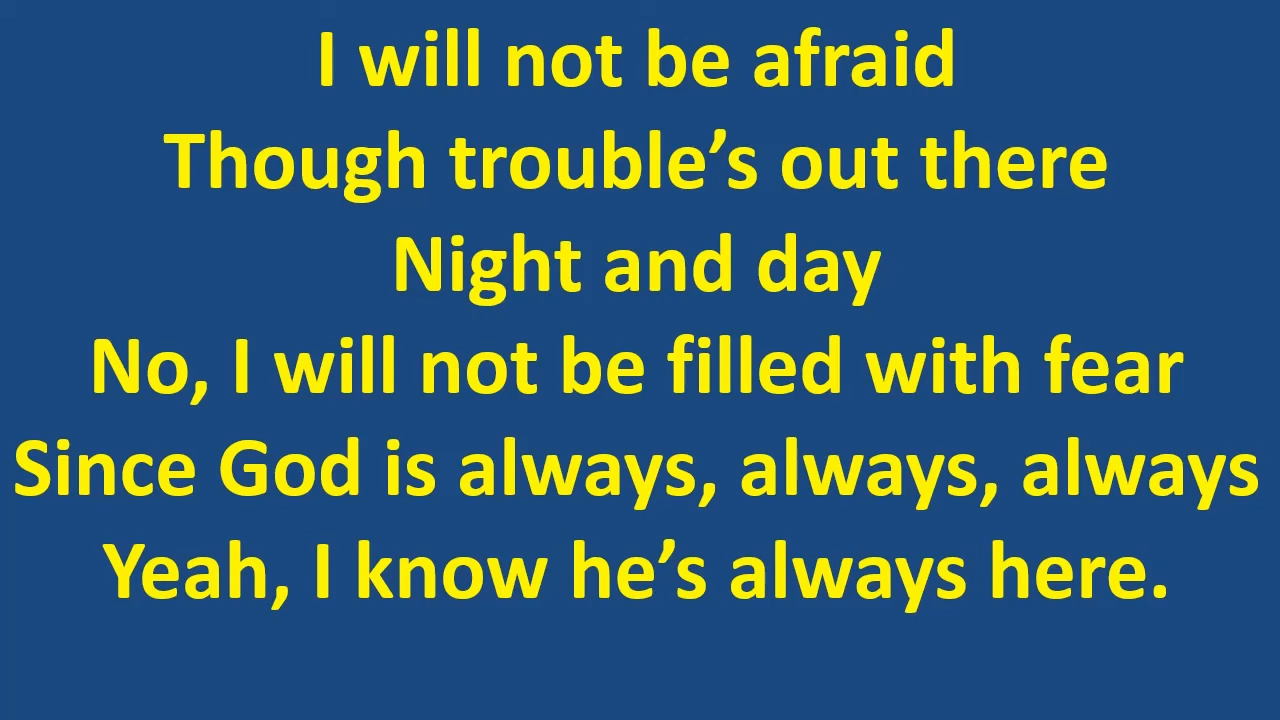 I will not be afraid
Though trouble’s out there
Night and day
No, I will not be filled with fear
Since God is always, always, always
Yeah, I know he’s always here.